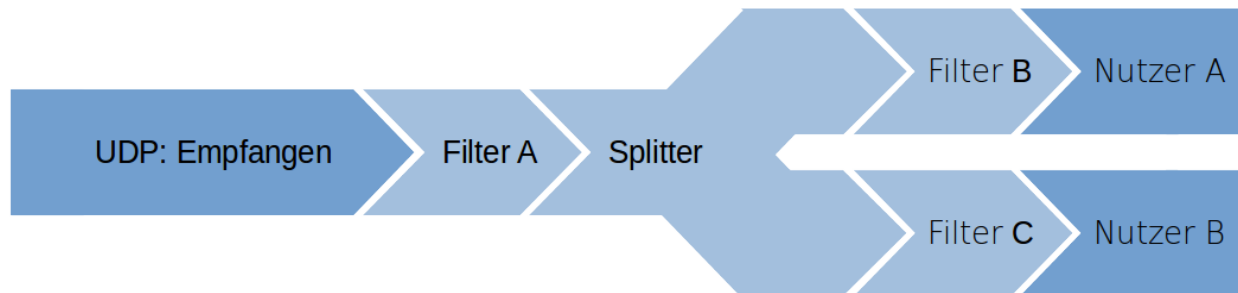 UDP: Empfangen
Filter A
Splitter
Filter B
Nutzer A
Filter C
Nutzer B